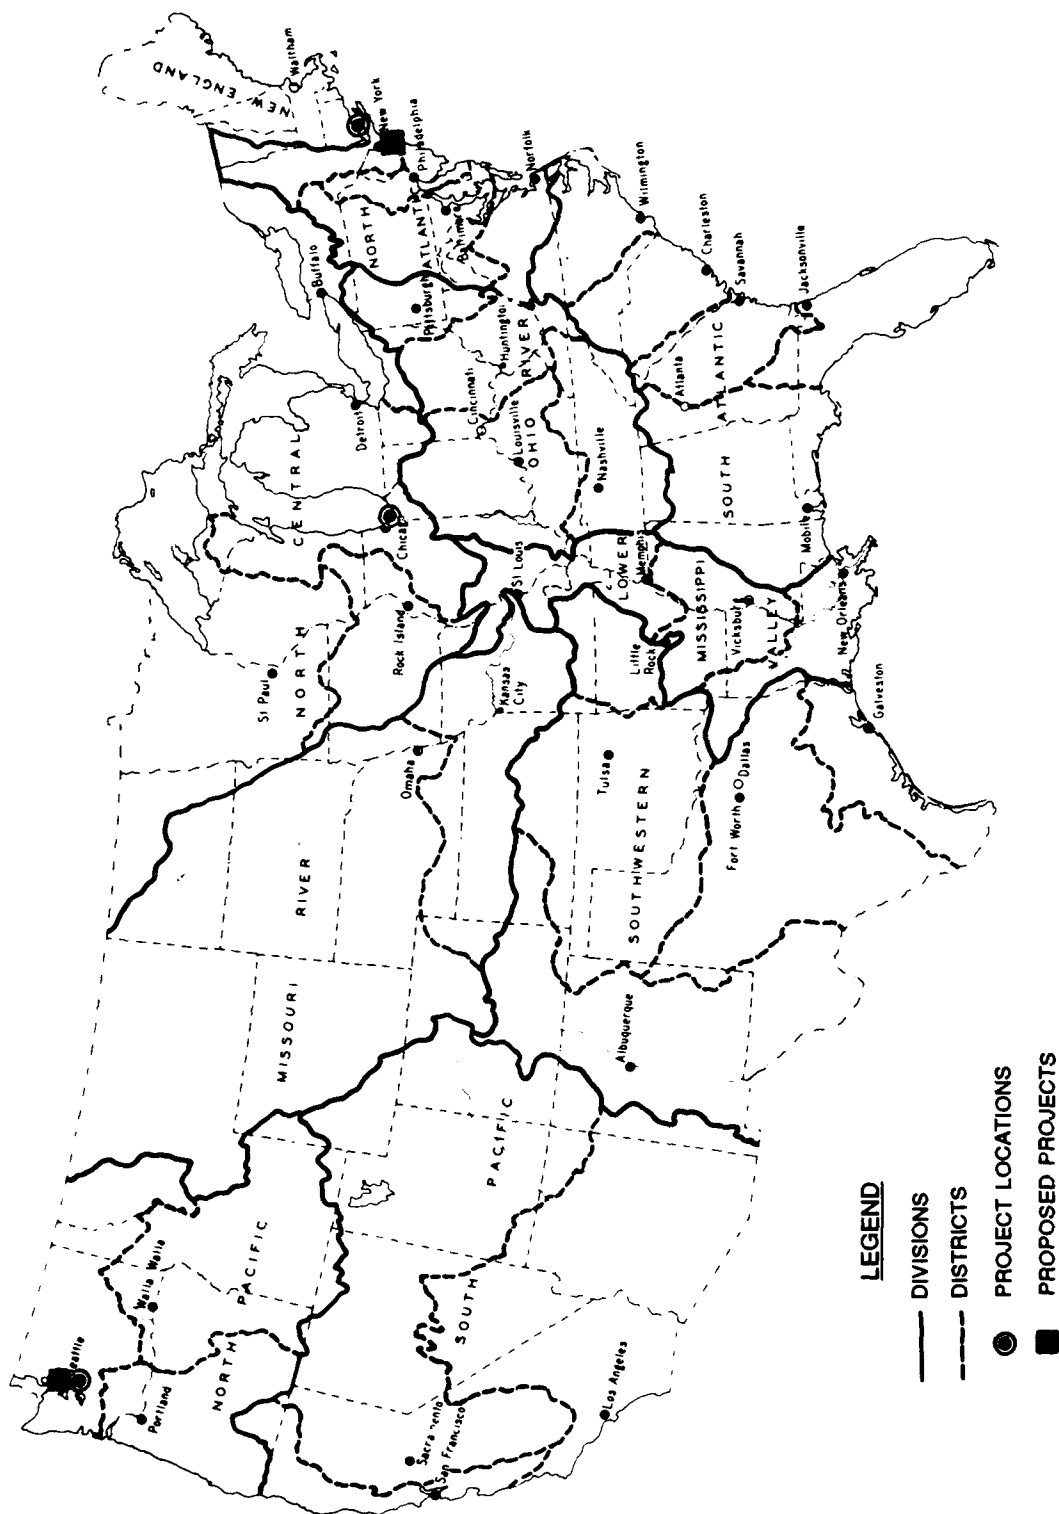 NEW ENGLAND
Waltham
New York
Philadelphia
NORTH
ATLANTIC
Baltimore
Norfolk
Buffalo
Pittsburgh
Huntington
Cincinnati
Louisville
OHIO
RIVER
Nashville
Wilmington
Charleston
Savannah
Jacksonville
Atlanta
SOUTH
ATLANTIC
Mobile
Detroit
Chicago
NORTH
CENTRAL
St Paul
Rock Island
St Louis
LOWER
MISSISSIPPI
VALLEY
Memphis
Little
Rock
Vicksburg
New Orleans
Galveston
Kansas
City
Omaha
MISSOURI
RIVER
Tulsa
SOUTHWESTERN
Fort Worth
Dallas
Albuquerque
Seattle
Walla Walla
Portland
NORTH
PACIFIC
SOUTH
PACIFIC
Sacramento
San Francisco
Los Angeles
LEGEND
DIVISIONS
DISTRICTS
PROJECT LOCATIONS
PROPOSED PROJECTS